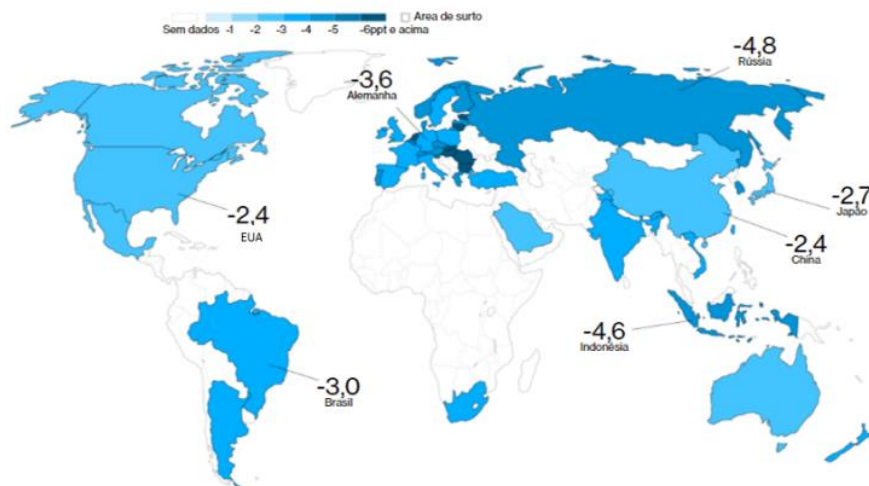 Sem dados -1 -2 -3 -4 -5 -6ppt e acima Area de surto
-4,8
Rússia
-3,6
Alemanha
-2,4
EUA
-2,7
Japão
-2,4
China
-4,6
Indonésia
-3,0
Brasil